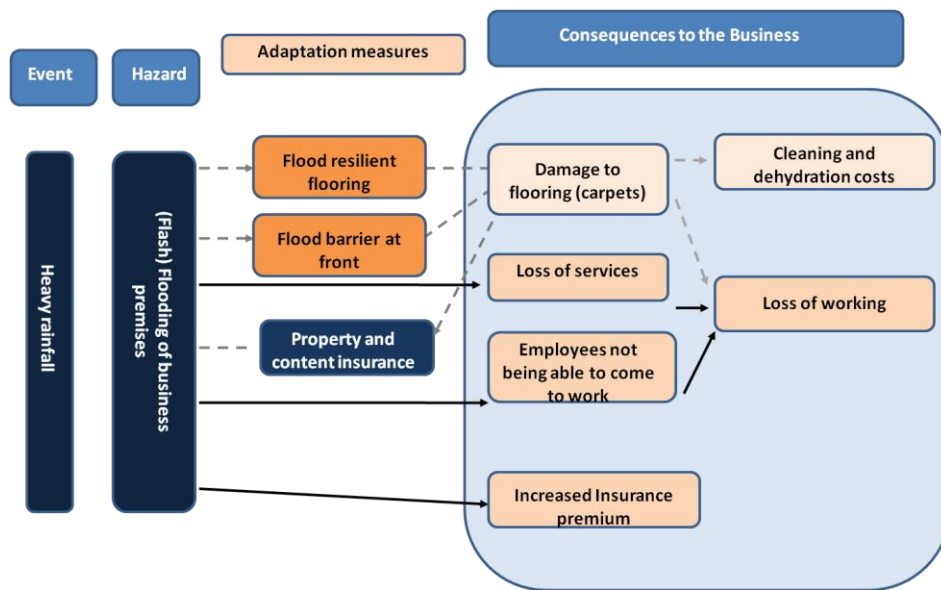 Consequences to the Business
Adaptation measures
Event
Hazard
Heavy rainfall
(Flash) Flooding of business
premises
Flood resilient
flooring
Flood barrier at
front
Property and
content insurance
Damage to
flooring (carpets)
Loss of services
Employees not
being able to come
to work
Increased Insurance
premium
Cleaning and
dehydration costs
Loss of working